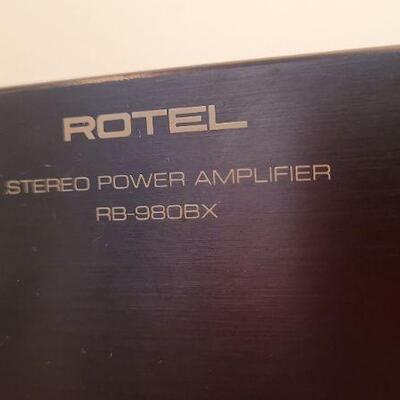 ROTEL
STEREO POWER AMPLIFIER
RB-980BX